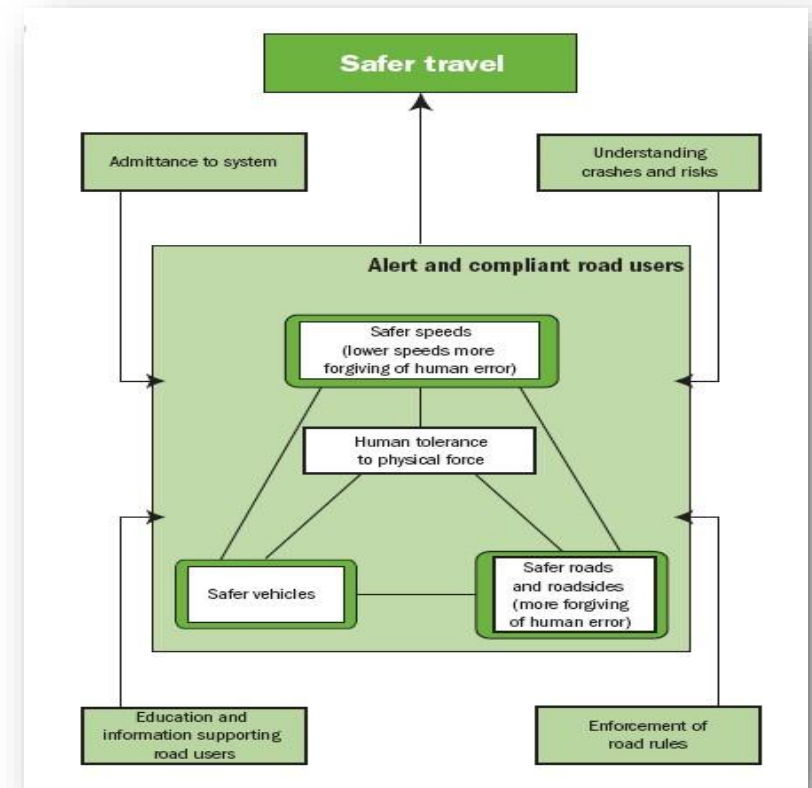 Safer travel
Admittance to system
Understanding
crashes and risks
Alert and compliant road users
Safer speeds
(lower speeds more
forgiving of human error)
Human tolerance
to physical force
Safer vehicles
Safer roads
and roadsides
(more forgiving
of human error)
Education and
information supporting
road users
Enforcement of
road rules